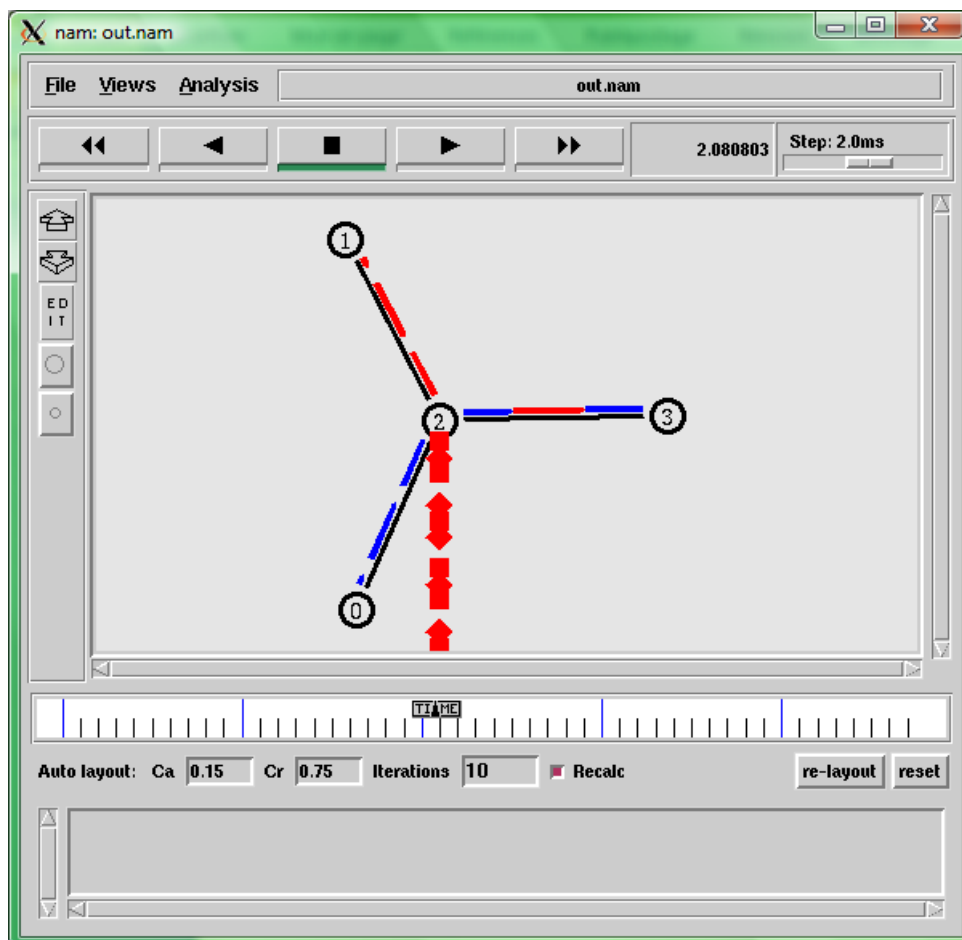 nam: out.nam
File Views Analysis out.nam
2.080803 Step: 2.0ms
E D
I T
1
2
3
0
TIME
Auto layout: Ca 0.15 Cr 0.75 Iterations 10 Recalc re-layout reset